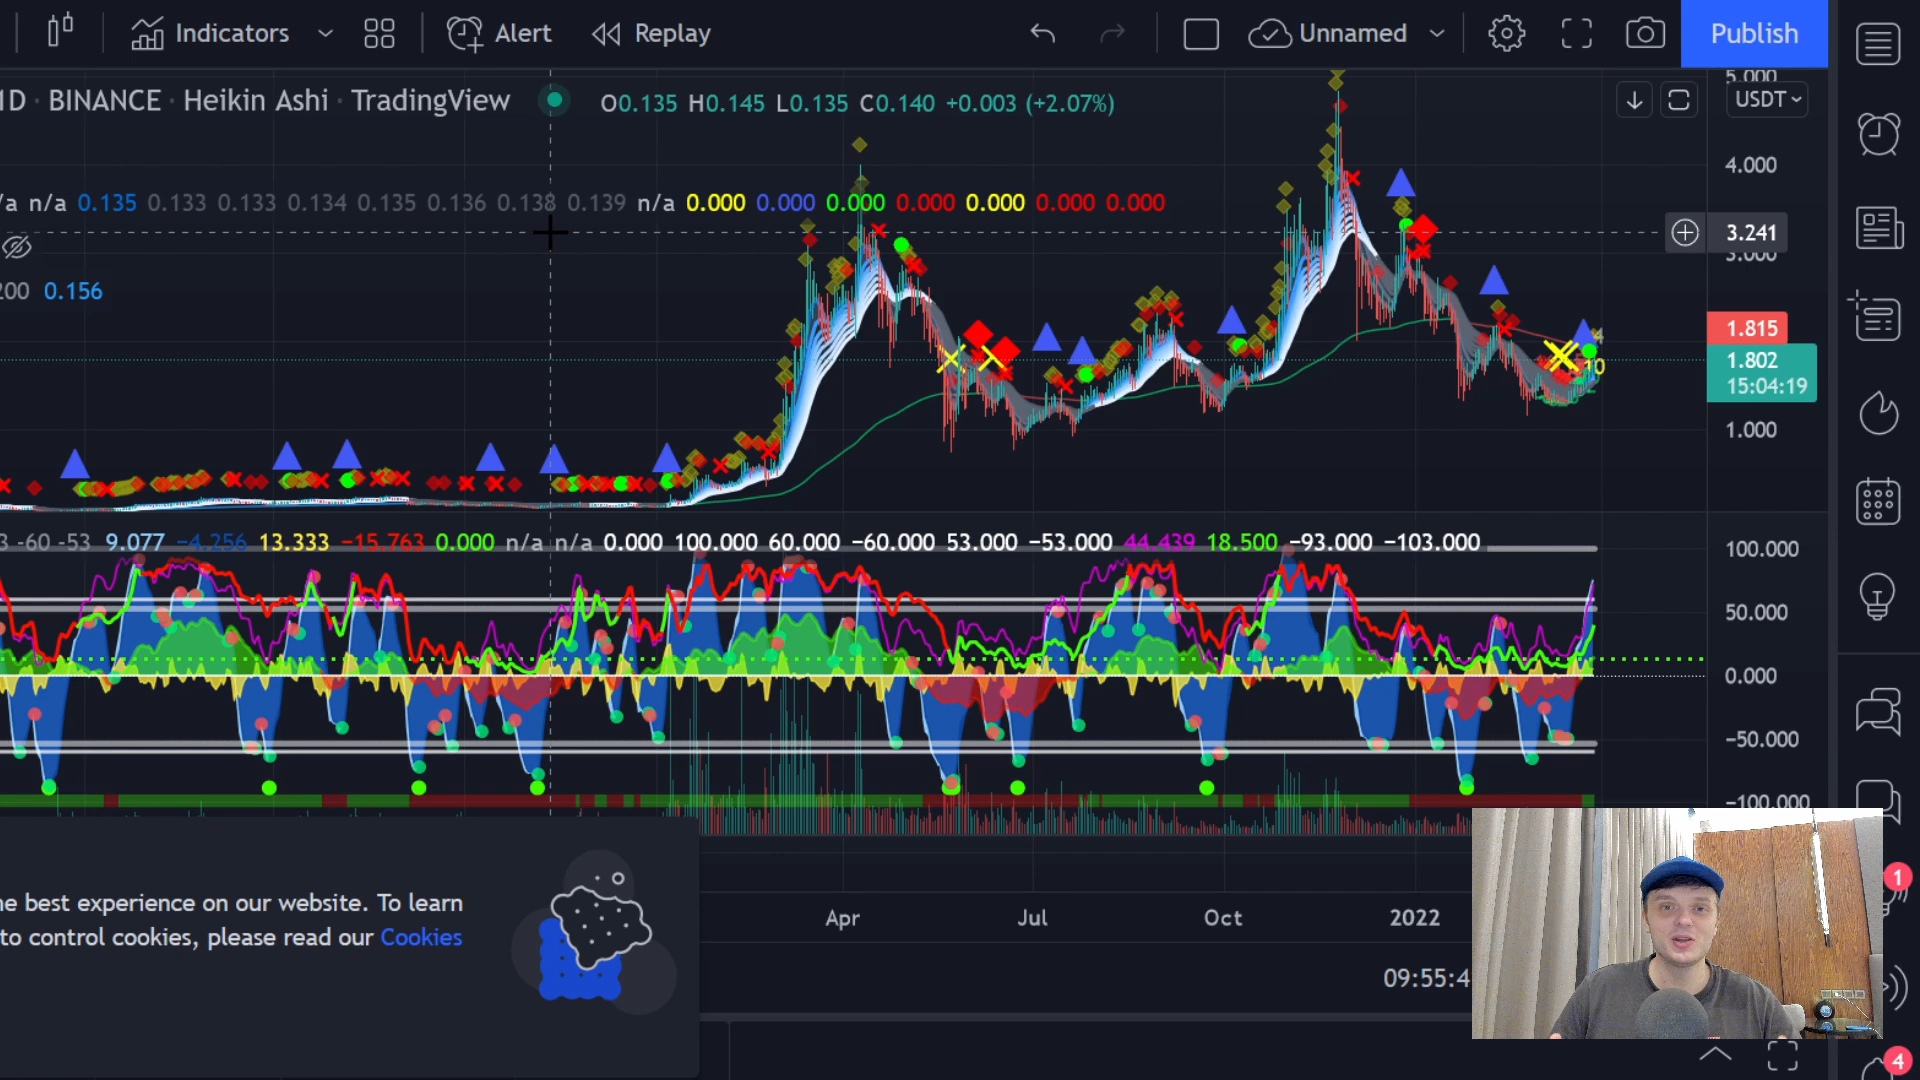 Indicators Alert Replay Unnamed Publish
1D · BINANCE · Heikin Ashi · TradingView O0.135 H0.145 L0.135 C0.140 +0.003 (+2.07%)
USDT
5.000
4.000
n/a 0.135 0.133 0.133 0.134 0.135 0.136 0.138 0.139 n/a 0.000 0.000 0.000 0.000 0.000 0.000 0.000
3.241
3.000
200 0.156
1.815
1.802
15:04:19
10
1.000
-60 -53 9.077 −4.256 13.333 −15.763 0.000 n/a n/a 0.000 100.000 60.000 −60.000 53.000 −53.000 44.439 18.500 −93.000 −103.000
100.000
50.000
0.000
−50.000
−100.000
the best experience on our website. To learn
to control cookies, please read our Cookies
Apr Jul Oct 2022
09:55:4
1
4